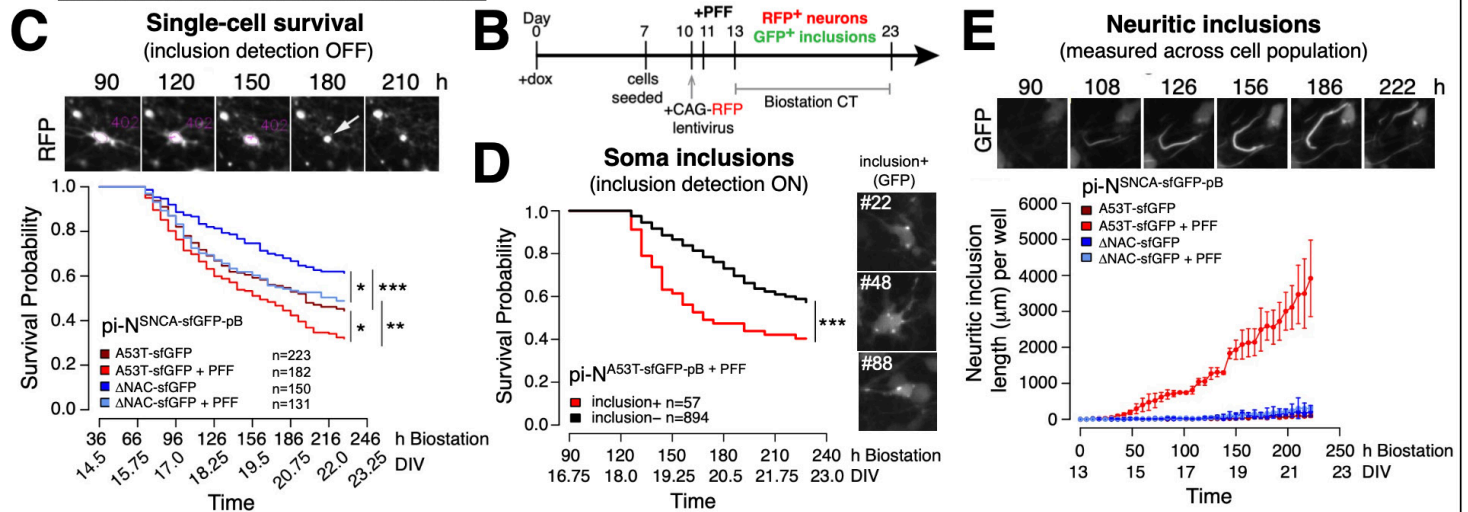 C
Single-cell survival
(inclusion detection OFF)
90 120 150 180 210 h
RFP
402 402 402
Survival Probability
1.0
0.8
0.6
0.4
0.2
0.0
* ***
* **
pi-NSNCA-sfGFP-pB
A53T-sfGFP n=223
A53T-sfGFP + PFF n=182
ΔNAC-sfGFP n=150
ΔNAC-sfGFP + PFF n=131
36 66 96 126 156 186 216 246 h Biostation
14.5 15.75 17.0 18.25 19.5 20.75 22.0 23.25 DIV
Time
B
Day +PFF RFP+ neurons
GFP+ inclusions
0 7 10 11 13 23
+dox cells
seeded
+CAG-RFP
lentivirus
Biostation CT
D
Soma inclusions
(inclusion detection ON)
inclusion+
(GFP)
#22
#48
#88
Survival Probability
1.0
0.8
0.6
0.4
0.2
0.0
***
pi-NA53T-sfGFP-pB + PFF
inclusion+ n=57
inclusion– n=894
90 120 150 180 210 240 h Biostation
16.75 18.0 19.25 20.5 21.75 23.0 DIV
Time
E
Neuritic inclusions
(measured across cell population)
90 108 126 156 186 222 h
GFP
pi-NSNCA-sfGFP-pB
A53T-sfGFP
A53T-sfGFP + PFF
ΔNAC-sfGFP
ΔNAC-sfGFP + PFF
Neuritic inclusion
length (μm) per well
6000
5000
4000
3000
2000
1000
0
0 50 100 150 200 250 h Biostation
13 15 17 19 21 23 DIV
Time